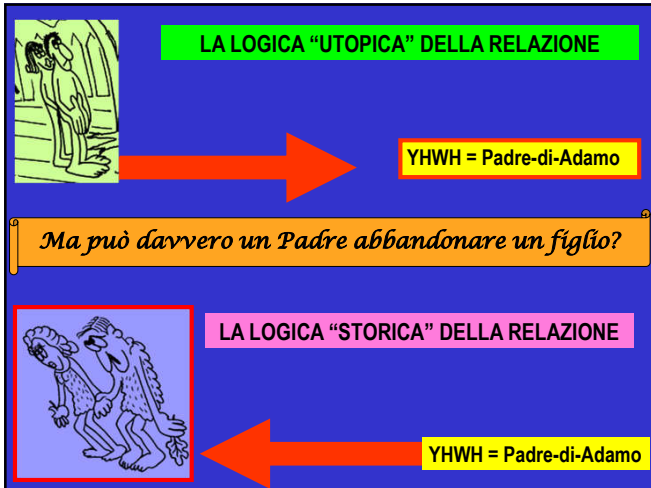 LA LOGICA “UTOPICA” DELLA RELAZIONE
YHWH = Padre-di-Adamo
Ma può davvero un Padre abbandonare un figlio?
LA LOGICA “STORICA” DELLA RELAZIONE
YHWH = Padre-di-Adamo